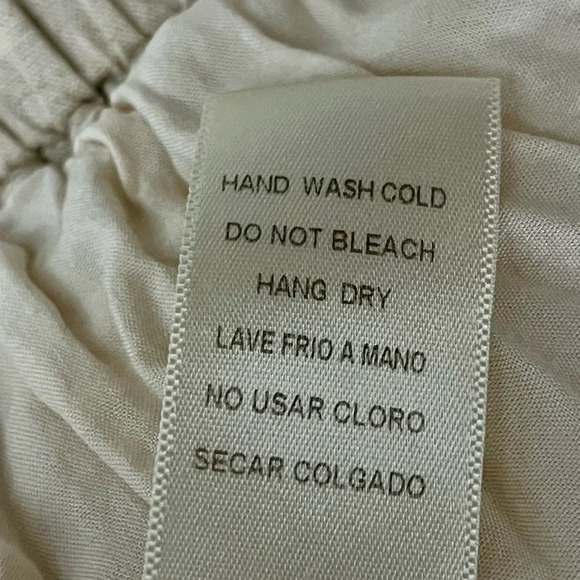 HAND WASH COLD
DO NOT BLEACH
HANG DRY
LAVE FRIO A MANO
NO USAR CLORO
SECAR COLGADO